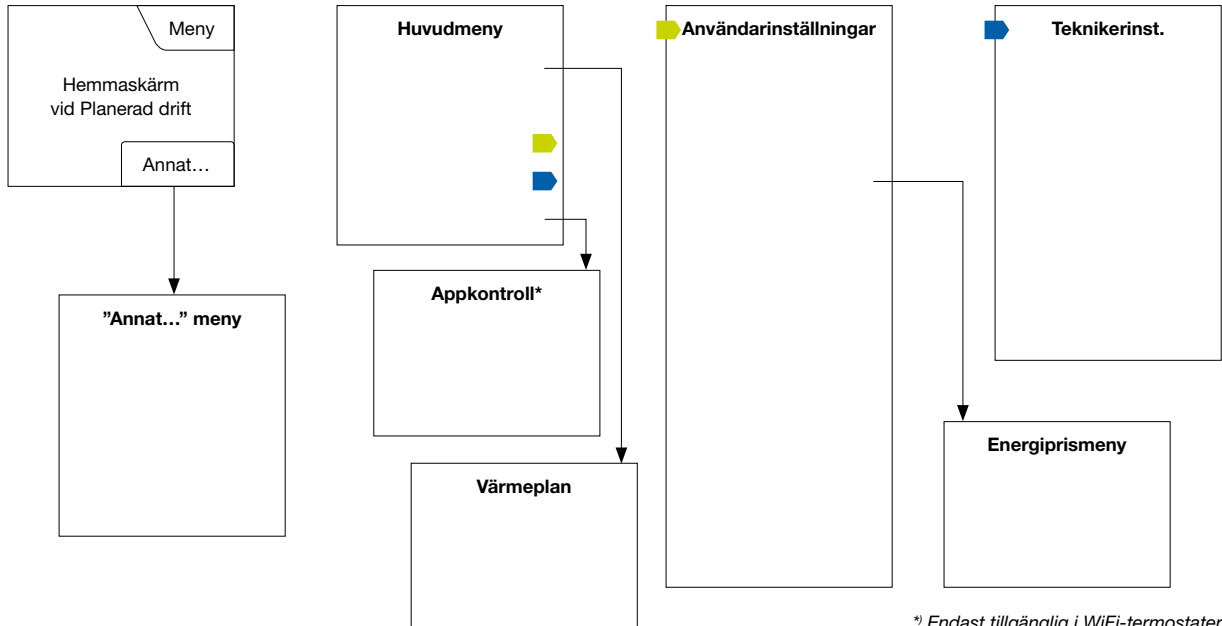 Meny
Hemmaskärm
vid Planerad drift
Annat…
”Annat…” meny
Huvudmeny
Appkontroll*
Värmeplan
Användarinställningar
Teknikerinst.
Energiprismeny
*) Endast tillgänglig i WiFi-termostater